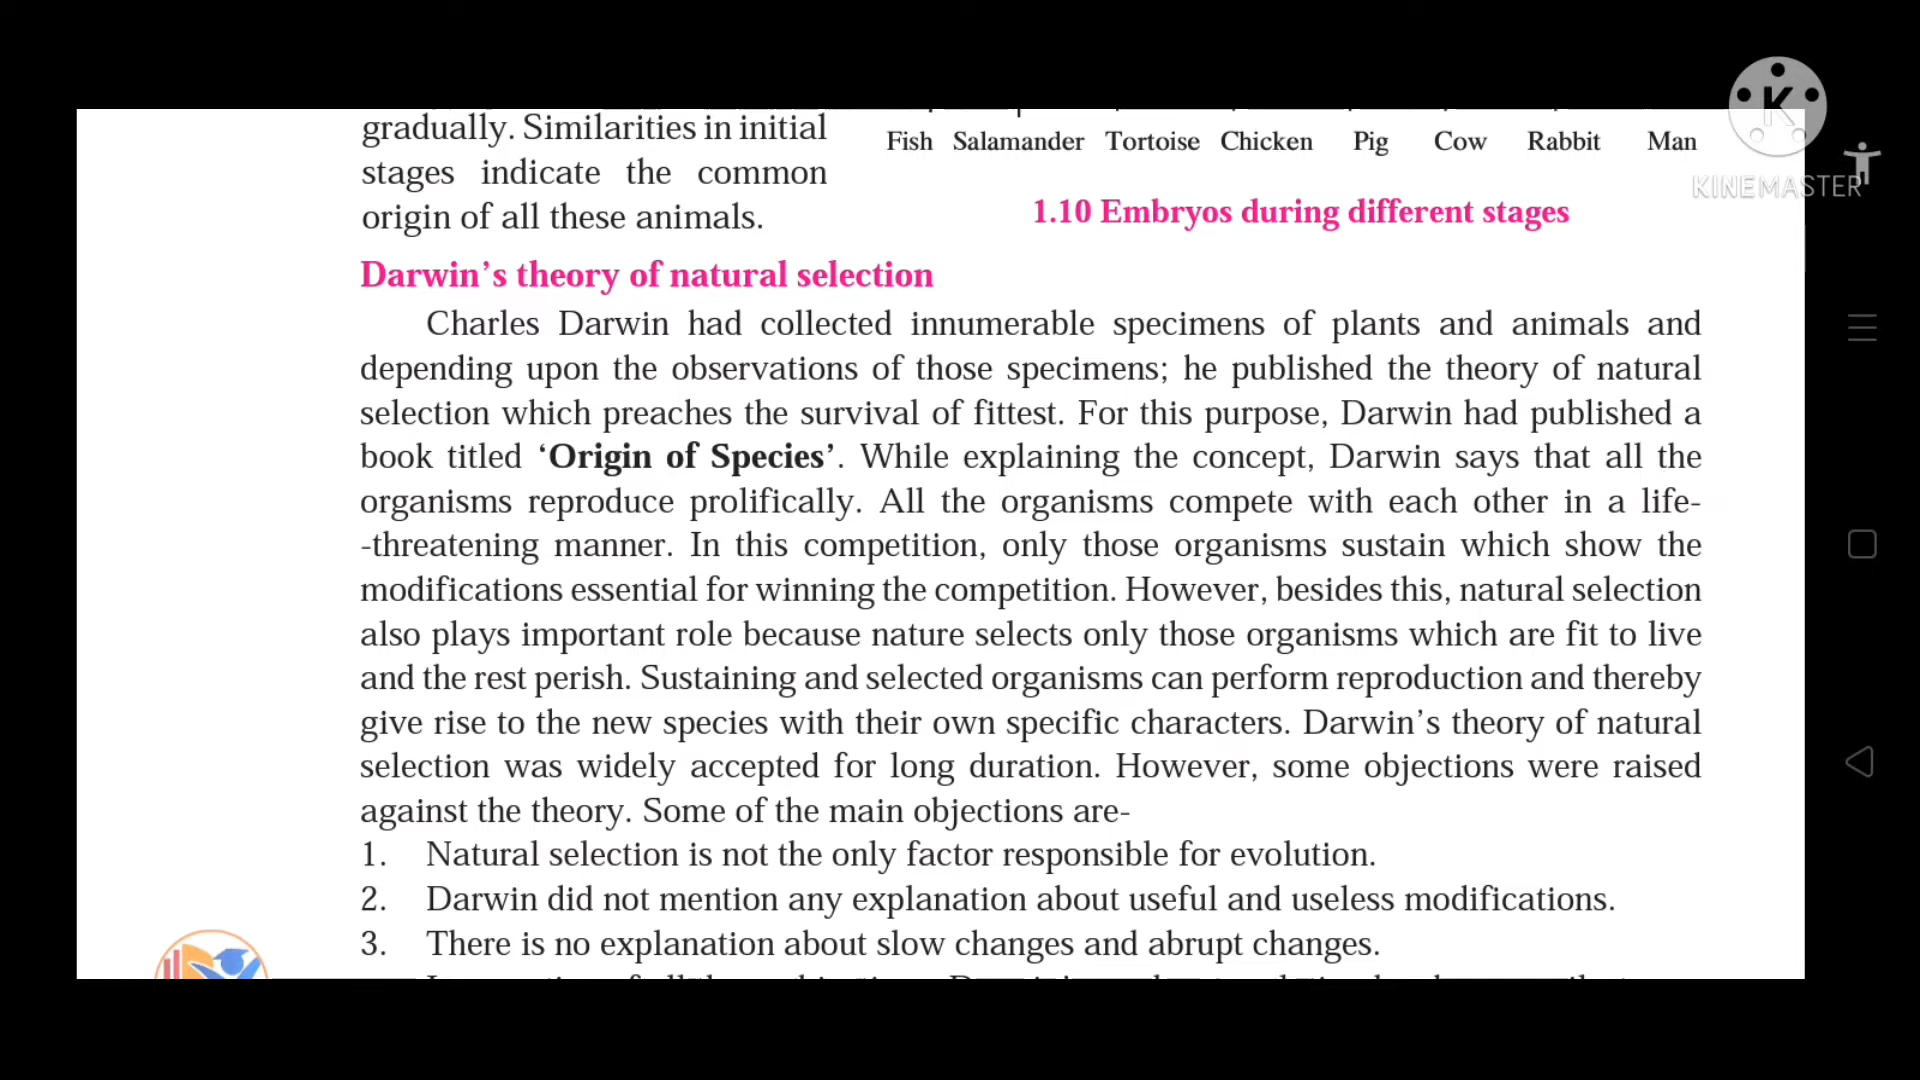 gradually. Similarities in initial
stages indicate the common
origin of all these animals.
Fish Salamander Tortoise Chicken Pig Cow Rabbit Man
1.10 Embryos during different stages
KINEMASTER
Darwin’s theory of natural selection
Charles Darwin had collected innumerable specimens of plants and animals and
depending upon the observations of those specimens; he published the theory of natural
selection which preaches the survival of fittest. For this purpose, Darwin had published a
book titled ‘Origin of Species’. While explaining the concept, Darwin says that all the
organisms reproduce prolifically. All the organisms compete with each other in a life-
-threatening manner. In this competition, only those organisms sustain which show the
modifications essential for winning the competition. However, besides this, natural selection
also plays important role because nature selects only those organisms which are fit to live
and the rest perish. Sustaining and selected organisms can perform reproduction and thereby
give rise to the new species with their own specific characters. Darwin’s theory of natural
selection was widely accepted for long duration. However, some objections were raised
against the theory. Some of the main objections are-
1. Natural selection is not the only factor responsible for evolution.
2. Darwin did not mention any explanation about useful and useless modifications.
3. There is no explanation about slow changes and abrupt changes.